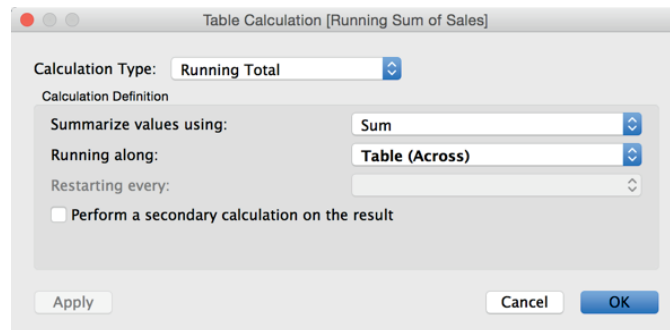 Table Calculation [Running Sum of Sales]
Calculation Type: Running Total
Calculation Definition
Summarize values using: Sum
Running along: Table (Across)
Restarting every:
Perform a secondary calculation on the result
Apply Cancel OK